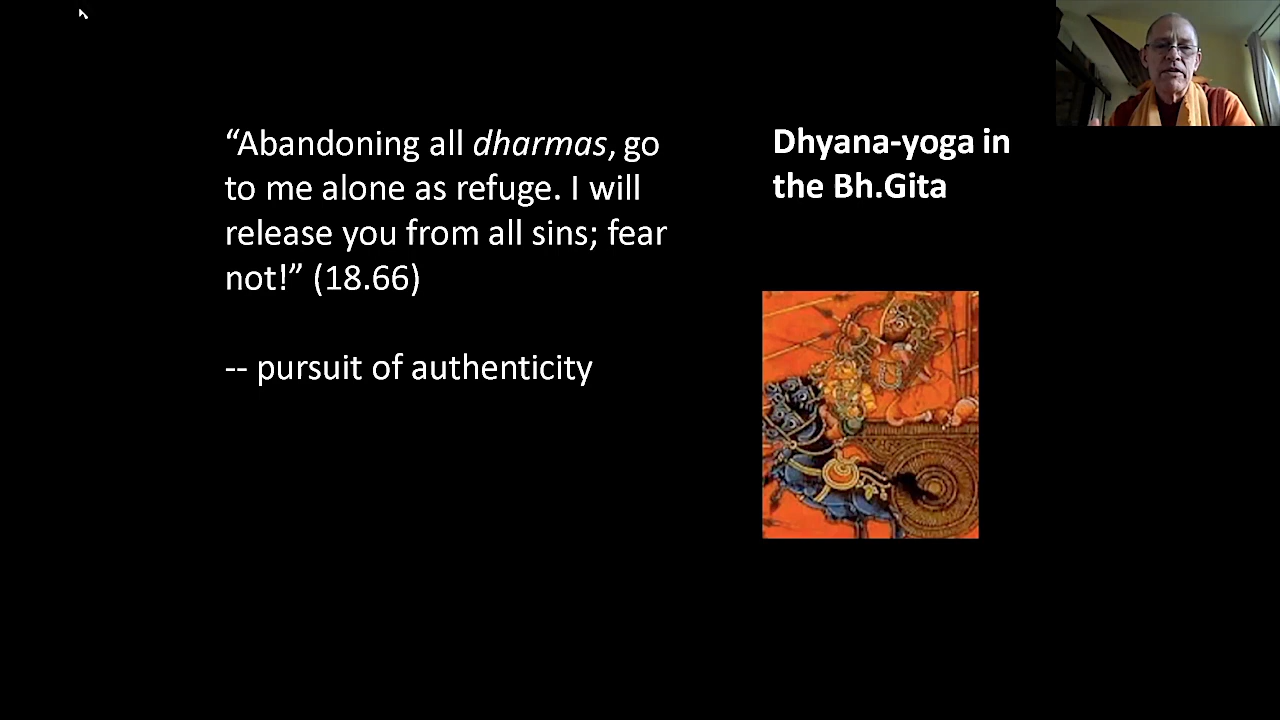 “Abandoning all dharmas, go
to me alone as refuge. I will
release you from all sins; fear
not!” (18.66)
-- pursuit of authenticity
Dhyana-yoga in
the Bh.Gita